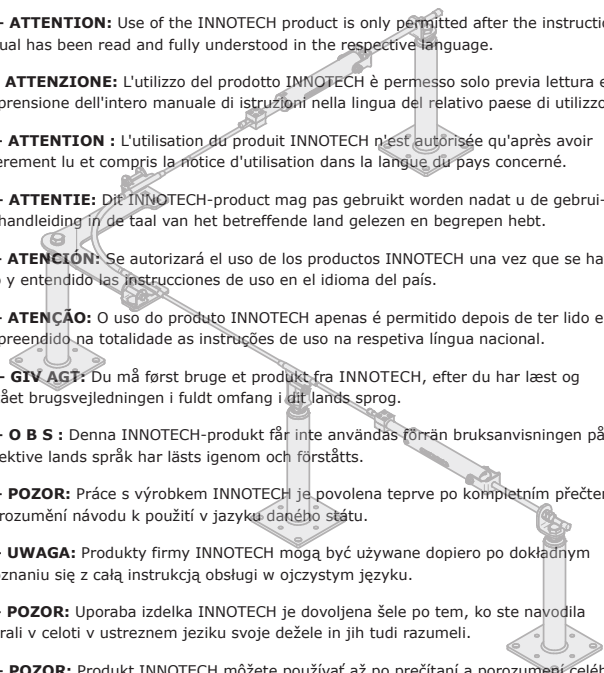 - ATTENTION: Use of the INNOTECH product is only permitted after the instructi
ual has been read and fully understood in the respective language.
ATTENZIONE: L'utilizzo del prodotto INNOTECH è permesso solo previa lettura e
prensione dell'intero manuale di istruzioni nella lingua del relativo paese di utilizzo
- ATTENTION : L'utilisation du produit INNOTECH n'est autorisée qu'après avoir
èrement lu et compris la notice d'utilisation dans la langue du pays concerné.
- ATTENTIE: Dit INNOTECH-product mag pas gebruikt worden nadat u de gebrui-
handleiding in de taal van het betreffende land gelezen en begrepen hebt.
- ATENCIÓN: Se autorizará el uso de los productos INNOTECH una vez que se ha
o y entendido las instrucciones de uso en el idioma del país.
- ATENÇÃO: O uso do produto INNOTECH apenas é permitido depois de ter lido e
preendido na totalidade as instruções de uso na respetiva língua nacional.
- GIV AGT: Du må først bruge et produkt fra INNOTECH, efter du har læst og
ået brugsvejledningen i fuldt omfang i dit lands sprog.
- O B S : Denna INNOTECH-produkt får inte användas förrän bruksanvisningen på
ektive lands språk har lästs igenom och förståtts.
- POZOR: Práce s výrobkem INNOTECH je povolena teprve po kompletním přečten
rozumění návodu k použití v jazyku daného státu.
- UWAGA: Produkty firmy INNOTECH mogą być używane dopiero po dokładnym
oznaniu się z całą instrukcją obsługi w ojczystym języku.
- POZOR: Uporaba izdelka INNOTECH je dovoljena šele po tem, ko ste navodila
rali v celoti v ustreznem jeziku svoje dežele in jih tudi razumeli.
- POZOR: Produkt INNOTECH môžete používať až po prečítaní a porozumení celéh